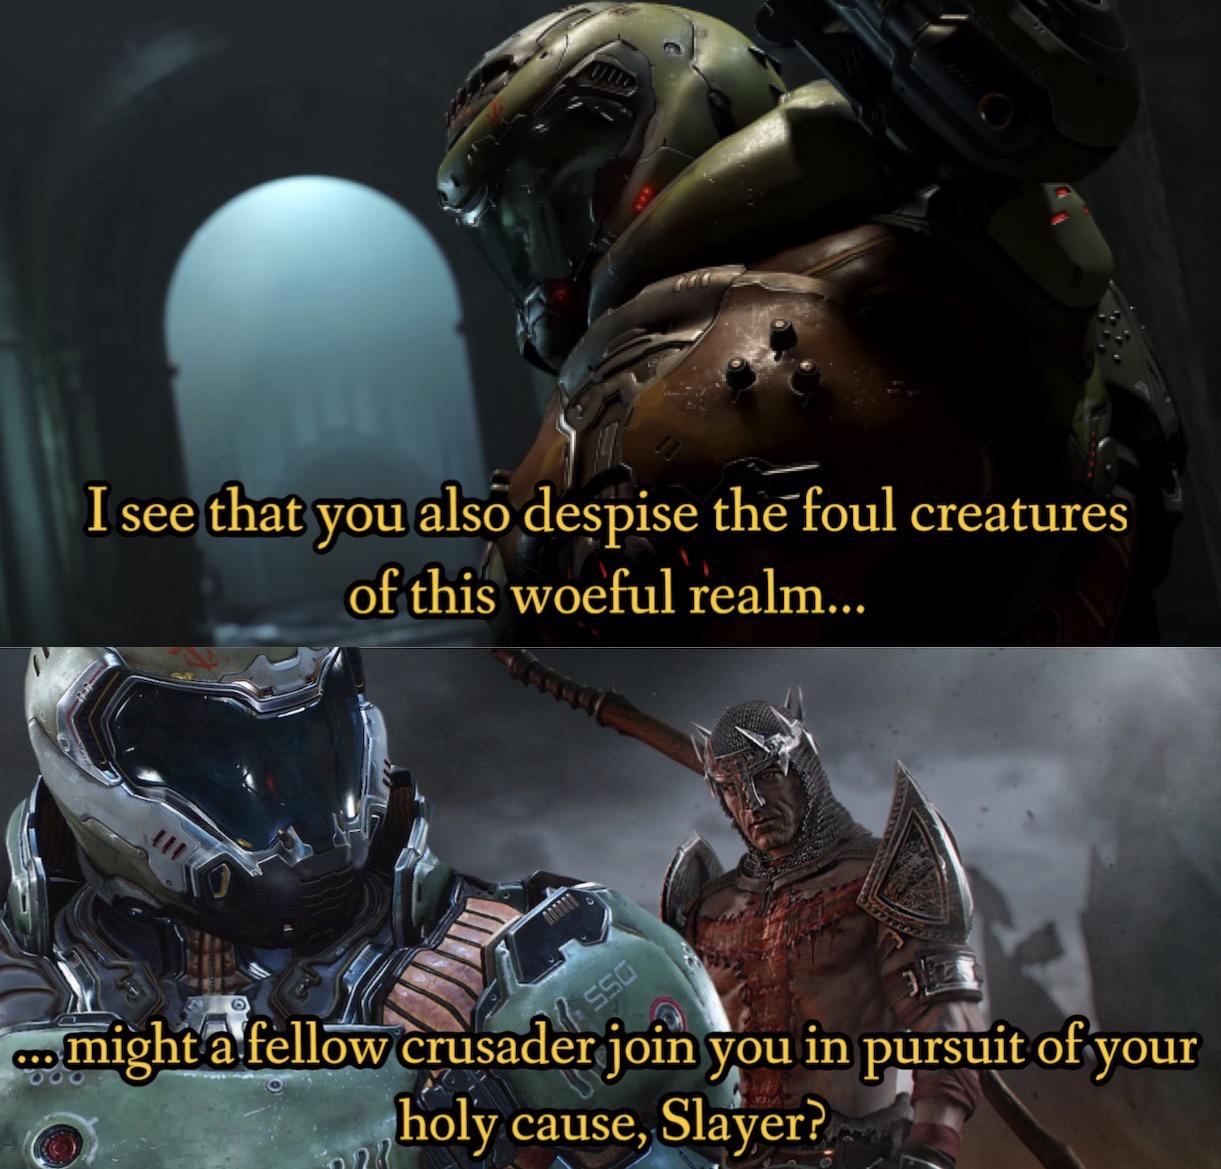 I see that you also despise the foul creatures
of this woeful realm...
SSG
... might a fellow crusader join you in pursuit of your
holy cause, Slayer?